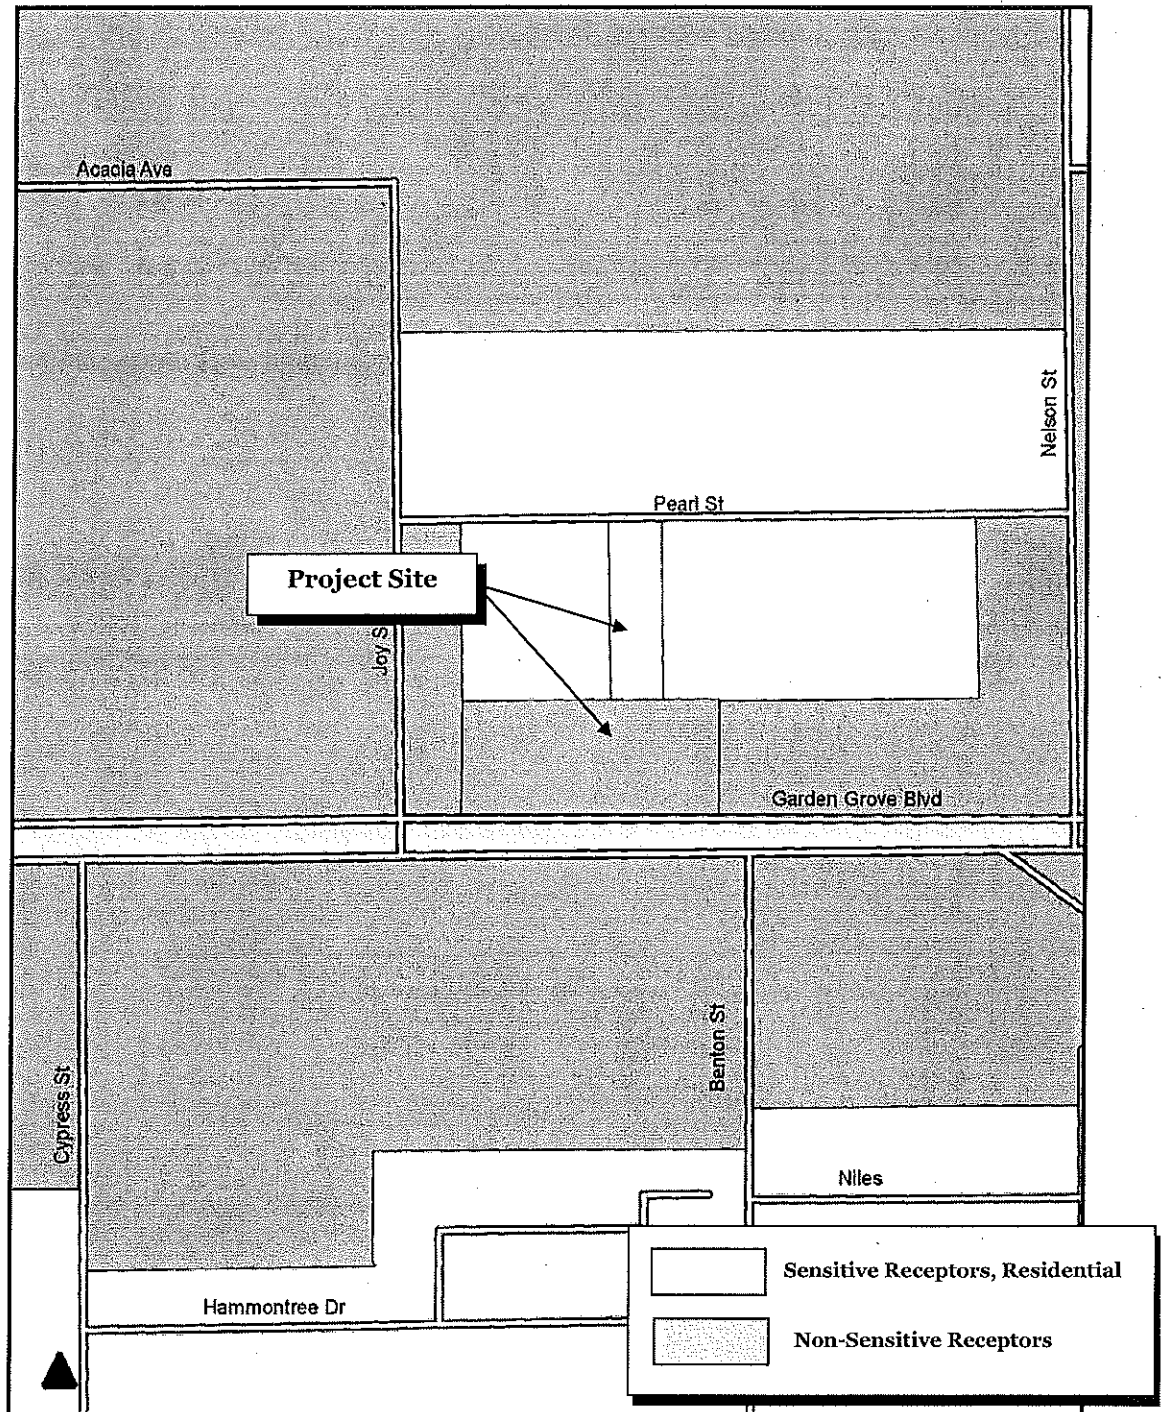 Acacia Ave
Nelson St
Pearl St
Project Site
Joy S
Garden Grove Blvd
Benton St
Cypress St
Niles
Sensitive Receptors, Residential
Hammontree Dr
Non-Sensitive Receptors